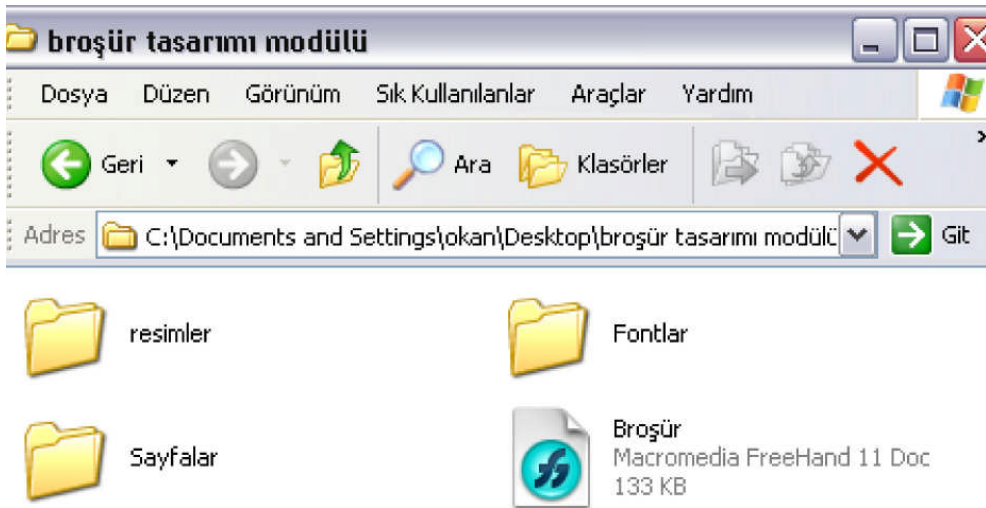 broşür tasarımı modülü
Dosya Düzen Görünüm Sık Kullanılanlar Araçlar Yardım
Geri Ara Klasörler
Adres C:\Documents and Settings\okan\Desktop\broşür tasarımı modülü Git
resimler Fontlar
Sayfalar
Broşür
Macromedia FreeHand 11 Doc
133 KB